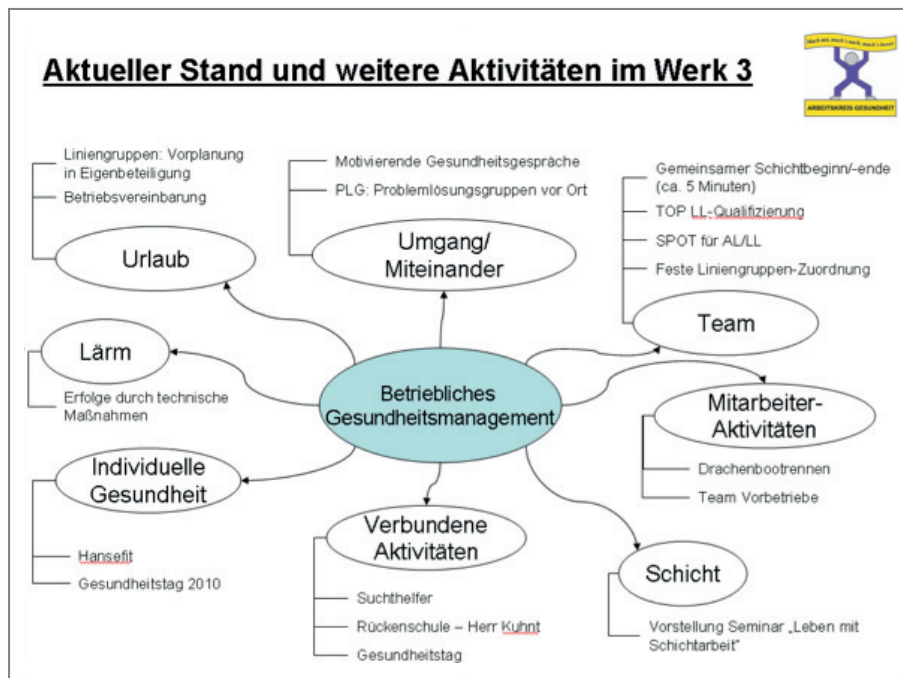 Aktueller Stand und weitere Aktivitäten im Werk 3
ARBEITSKREIS GESUNDHEIT
Liniengruppen: Vorplanung
in Eigenbeteiligung
Betriebsvereinbarung
Urlaub
Motivierende Gesundheitsgespräche
PLG: Problemlösungsgruppen vor Ort
Umgang/
Miteinander
Gemeinsamer Schichtbeginn/-ende
(ca. 5 Minuten)
TOP LL-Qualifizierung
SPOT für AL/LL
Feste Liniengruppen-Zuordnung
Team
Lärm
Erfolge durch technische
Maßnahmen
Betriebliches
Gesundheitsmanagement
Mitarbeiter-
Aktivitäten
Drachenbootrennen
Team Vorbetriebe
Individuelle
Gesundheit
Hansefit
Gesundheitstag 2010
Verbundene
Aktivitäten
Suchthelfer
Rückenschule – Herr Kuhnt
Gesundheitstag
Schicht
Vorstellung Seminar „Leben mit
Schichtarbeit"